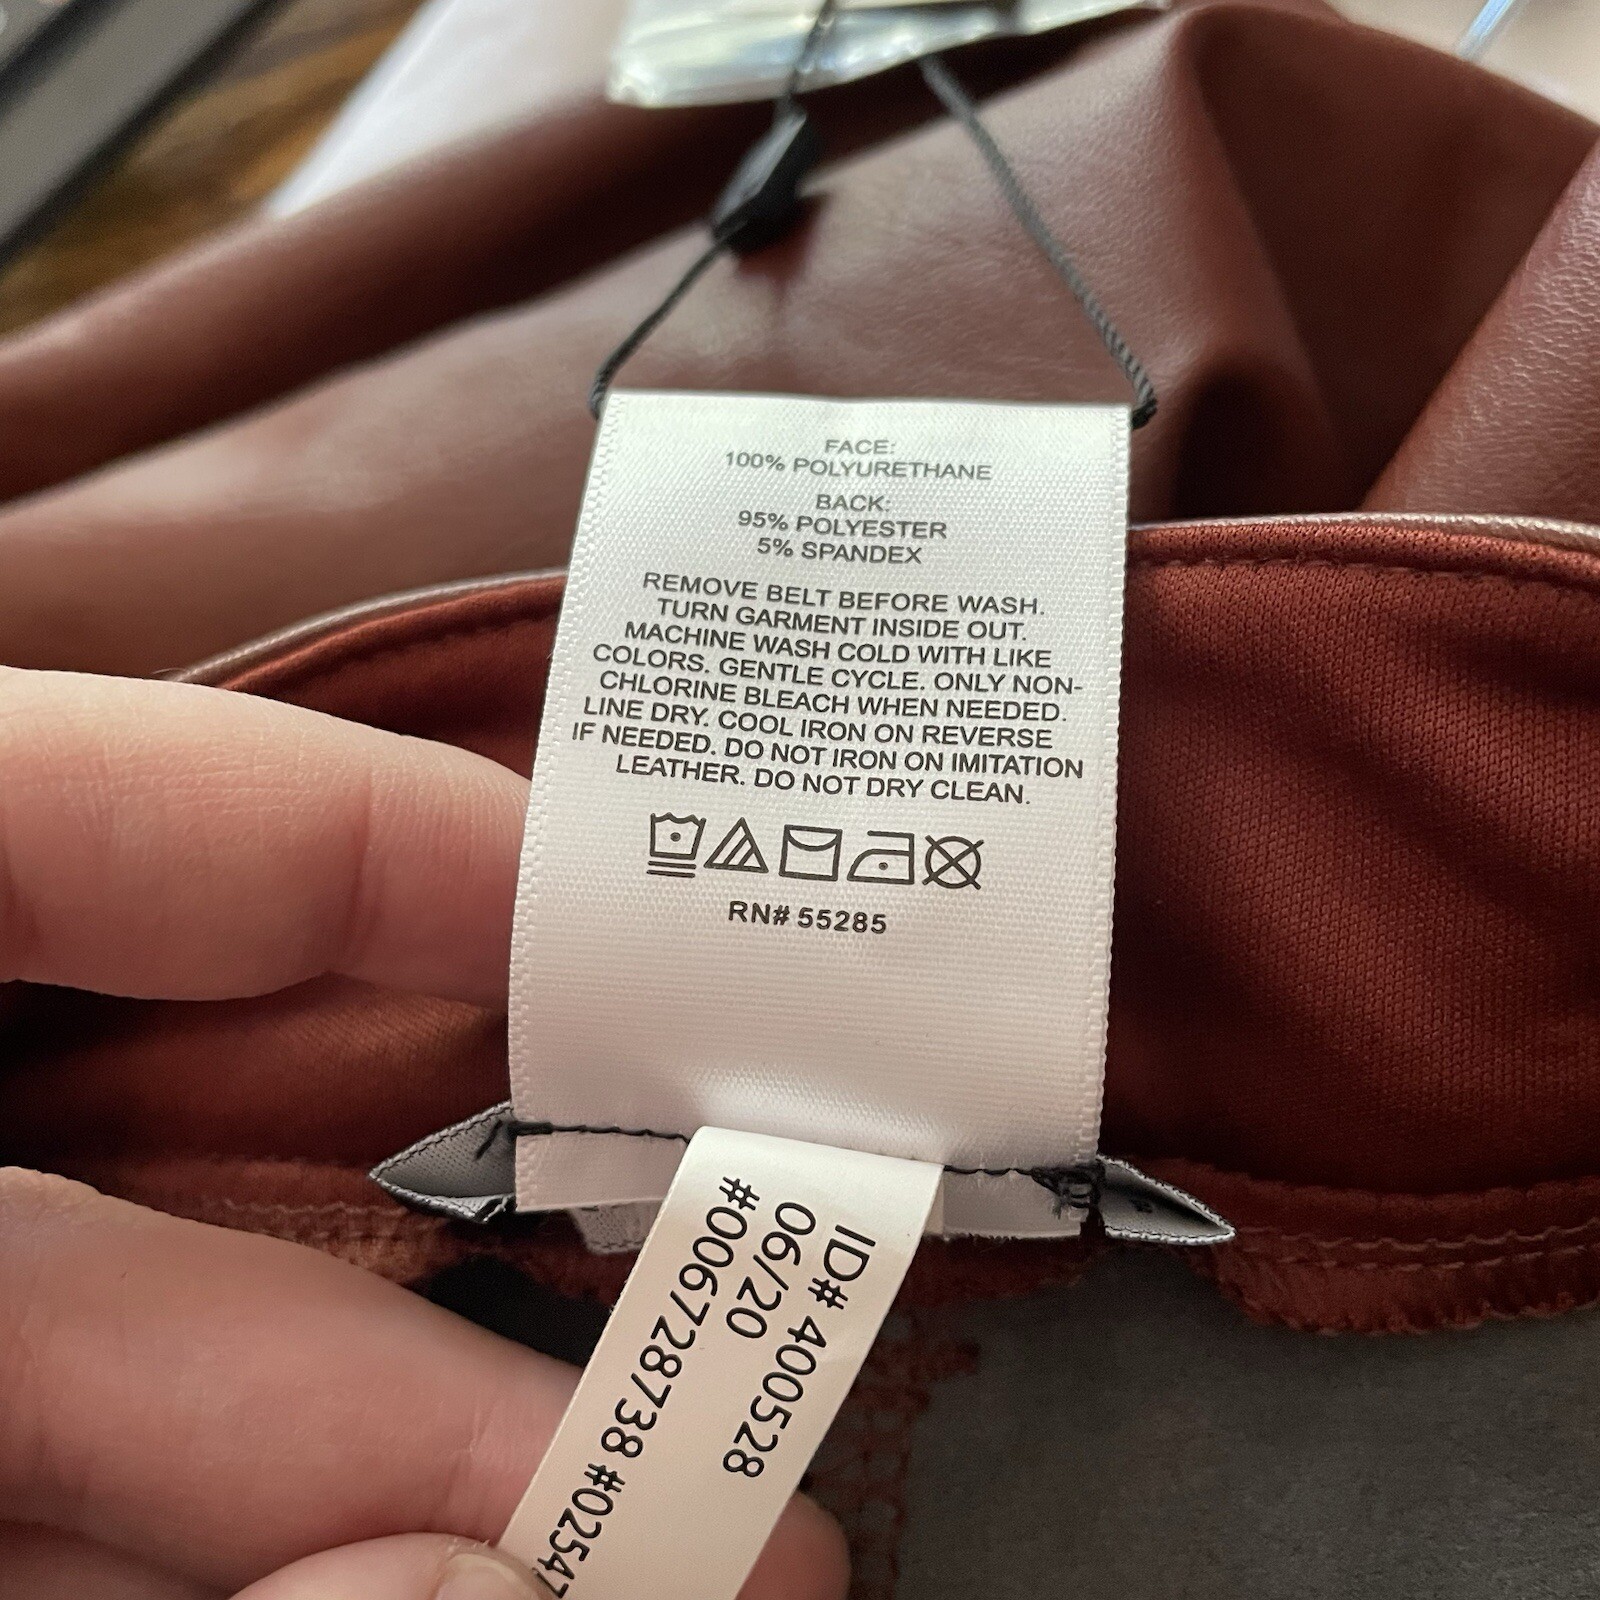 FACE:
100% POLYURETHANE
BACK:
95% POLYESTER
5% SPANDEX
REMOVE BELT BEFORE WASH.
TURN GARMENT INSIDE OUT.
MACHINE WASH COLD WITH LIKE
COLORS. GENTLE CYCLE. ONLY NON-
CHLORINE BLEACH WHEN NEEDED.
LINE DRY. COOL IRON ON REVERSE
IF NEEDED. DO NOT IRON ON IMITATION
LEATHER. DO NOT DRY CLEAN.
RN# 55285
ID# 400528
06/20
#006728738 #0254